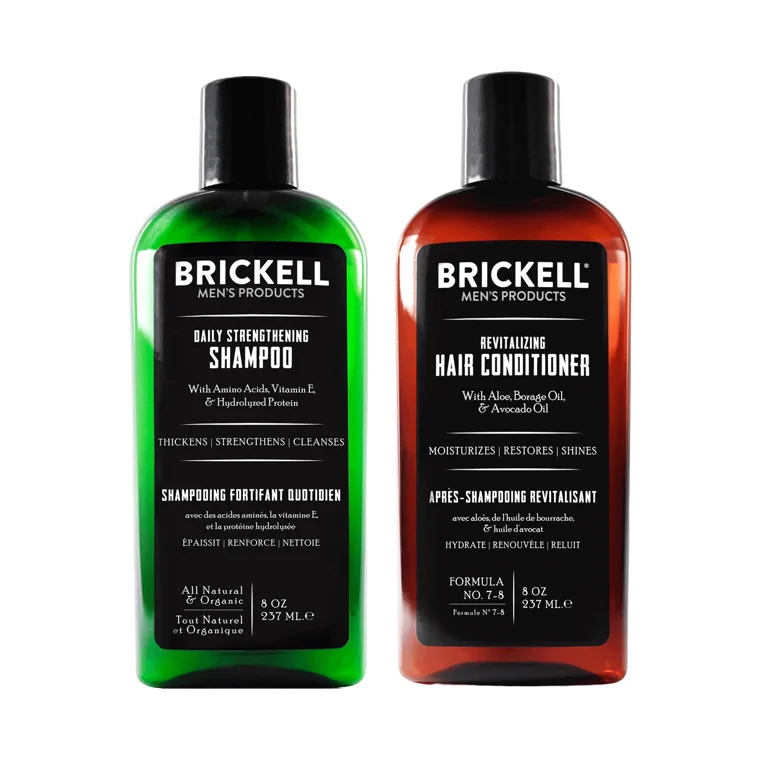 BRICKELL
MEN'S PRODUCTS
DAILY STRENGTHENING
SHAMPOO
With Amino Acids, Vitamin E,
& Hydrolyzed Protein
THICKENS | STRENGTHENS | CLEANSES
SHAMPOOING FORTIFANT QUOTIDIEN
avec des acides aminés, la vitamine E,
et la protéine hydrolysée
ÉPAISSIT | RENFORCE | NETTOIE
All Natural
& Organic
Tout Naturel
et Organique
8 OZ
237 ML.℮
BRICKELL®
MEN'S PRODUCTS
REVITALIZING
HAIR CONDITIONER
With Aloe, Borage Oil,
& Avocado Oil
MOISTURIZES | RESTORES | SHINES
APRÈS-SHAMPOOING REVITALISANT
avec aloès, de l'huile de bourrache,
& huile d'avocat
HYDRATE | RENOUVÈLE | RELUIT
FORMULA
NO. 7-8
Formule Nº 7-8
8 OZ
237 ML.℮